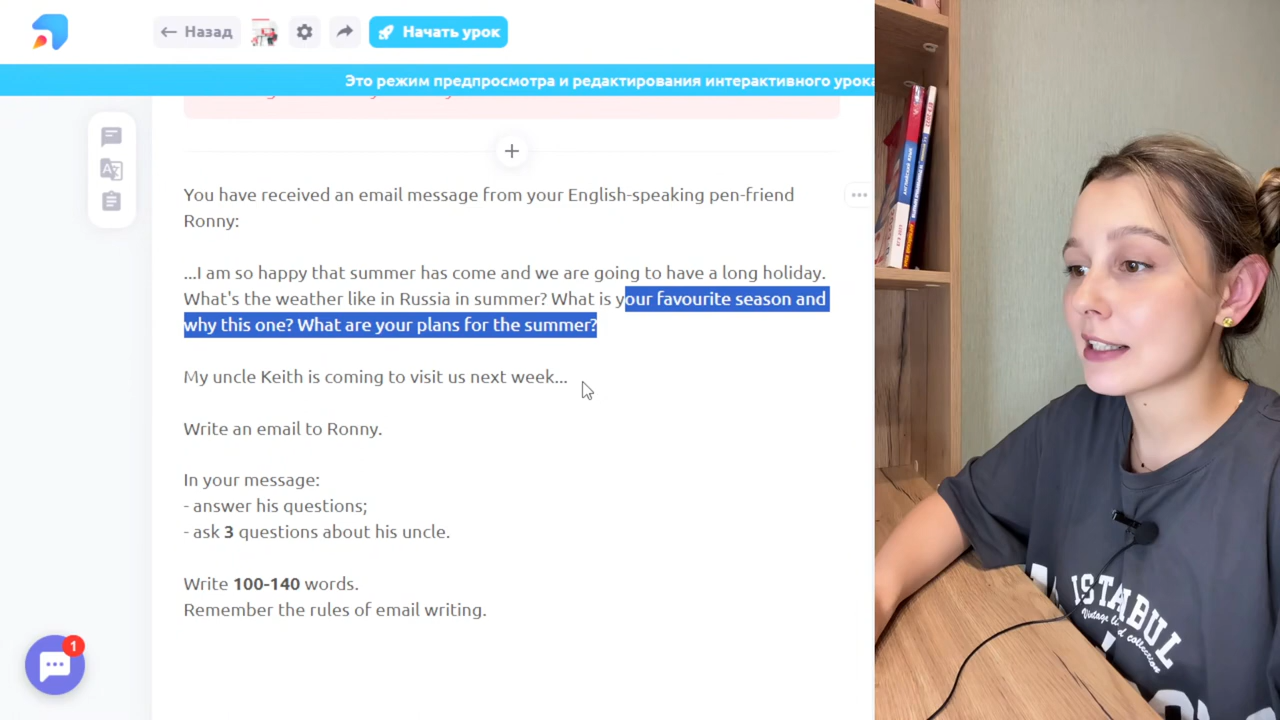 Назад
Начать урок
Это режим предпросмотра и редактирования интерактивного урока
You have received an email message from your English-speaking pen-friend
Ronny:
...I am so happy that summer has come and we are going to have a long holiday.
What's the weather like in Russia in summer? What is your favourite season and
why this one? What are your plans for the summer?
My uncle Keith is coming to visit us next week...
Write an email to Ronny.
In your message:
- answer his questions;
- ask 3 questions about his uncle.
Write 100-140 words.
Remember the rules of email writing.
1
ISTABUL